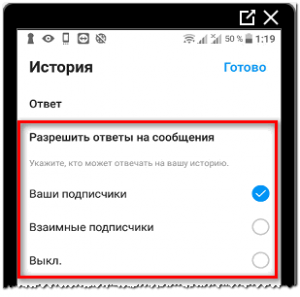 50 % 1:19
История Готово
Ответ
Разрешить ответы на сообщения
Укажите, кто может отвечать на вашу историю.
Ваши подписчики
Взаимные подписчики
Выкл.